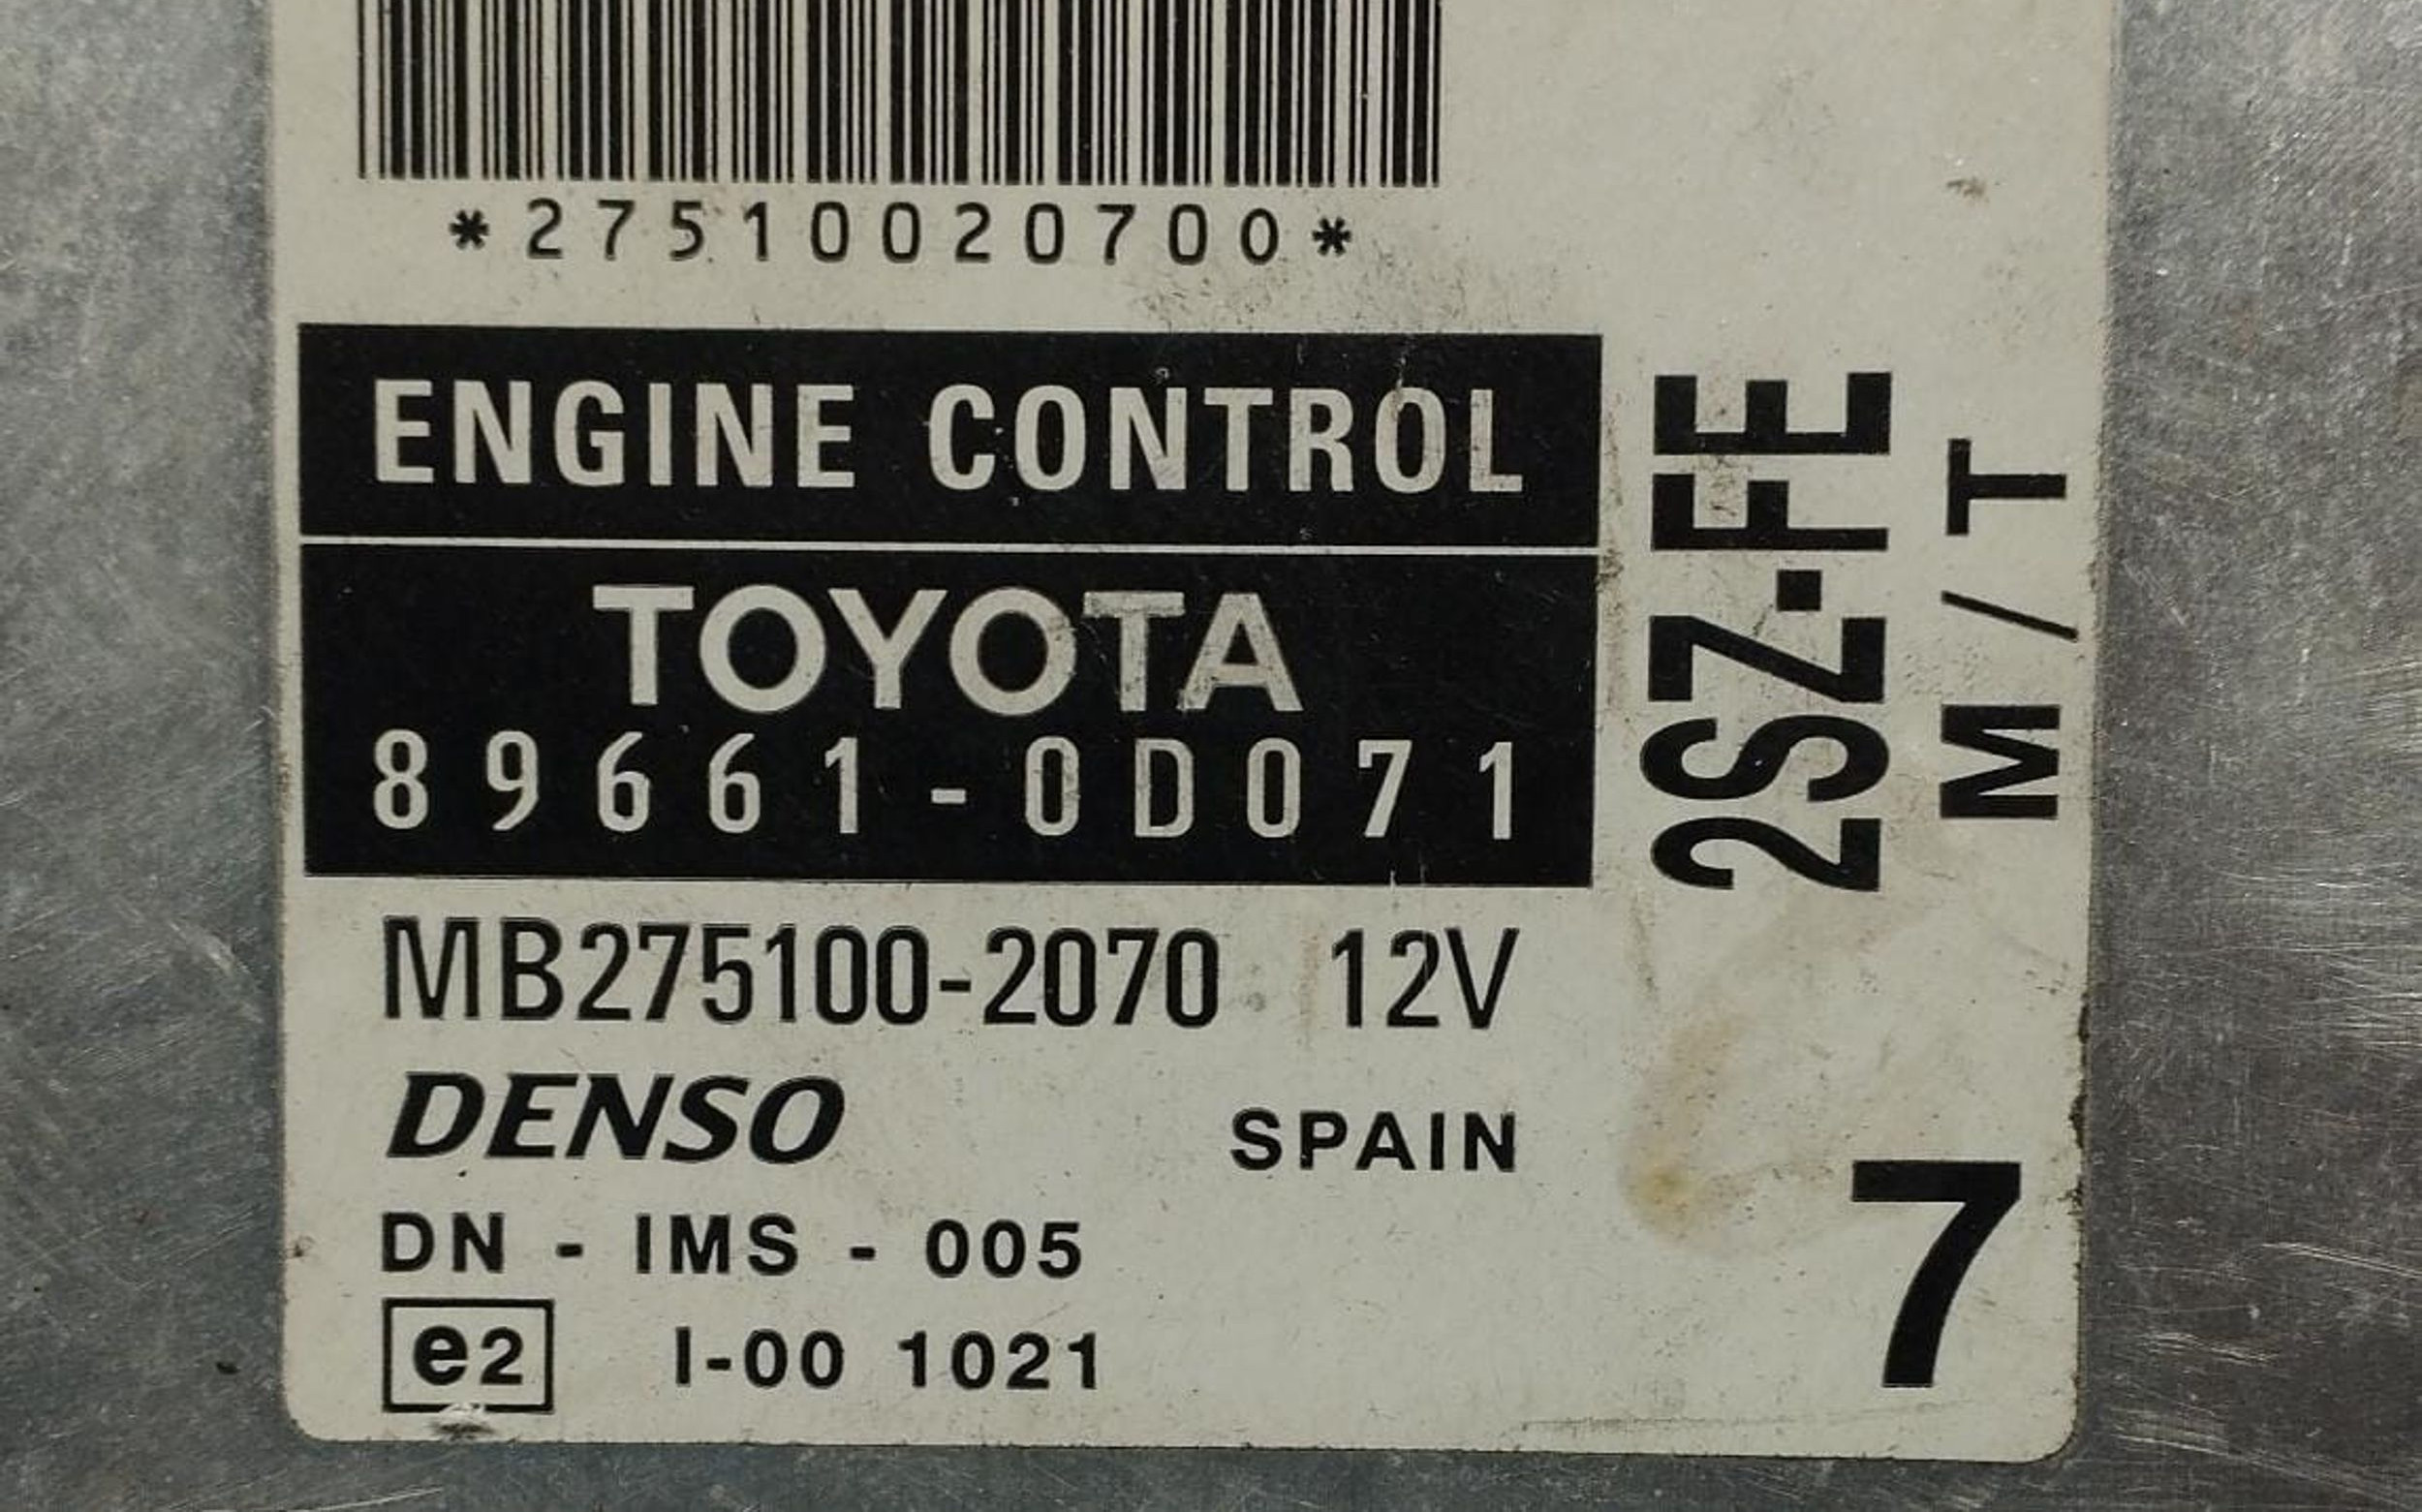 *27510020700*
ENGINE CONTROL
TOYOTA
89661-0D071
MB275100-2070 12V
DENSO SPAIN
DN - IMS - 005
e2 I-00 1021
2SZ-FE
M/T
7